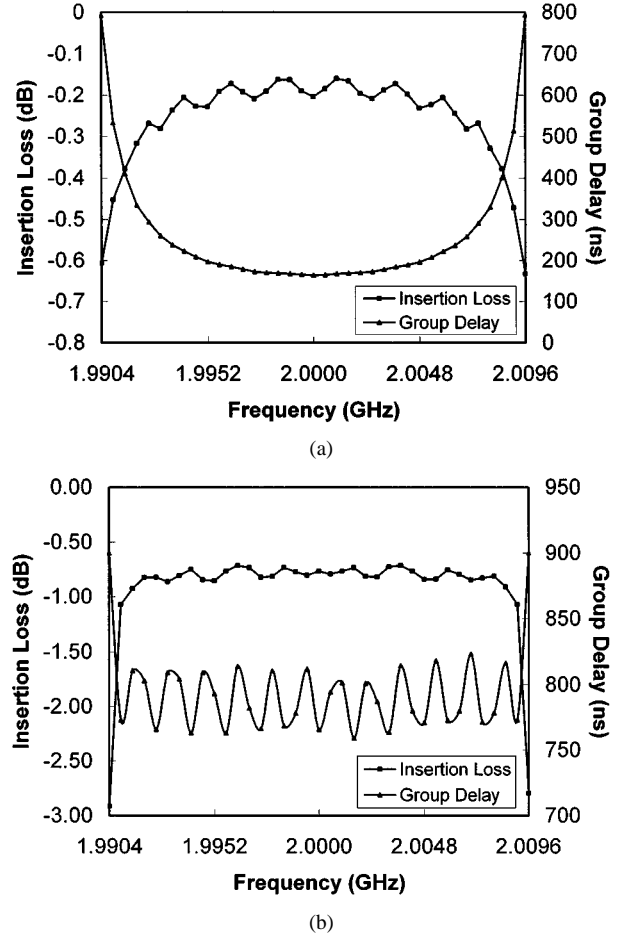 0
-0.1
-0.2
-0.3
-0.4
-0.5
-0.6
-0.7
-0.8
Insertion Loss (dB)
800
700
600
500
400
300
200
100
0
Group Delay (ns)
Insertion Loss
Group Delay
1.9904 1.9952 2.0000 2.0048 2.0096
Frequency (GHz)
(a)
0.00
-0.50
-1.00
-1.50
-2.00
-2.50
-3.00
Insertion Loss (dB)
950
900
850
800
750
700
Group Delay (ns)
Insertion Loss
Group Delay
1.9904 1.9952 2.0000 2.0048 2.0096
Frequency (GHz)
(b)